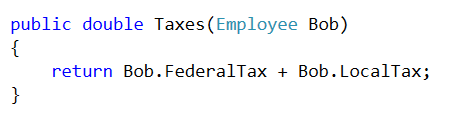 public double Taxes(Employee Bob)
{
    return Bob.FederalTax + Bob.LocalTax;
}